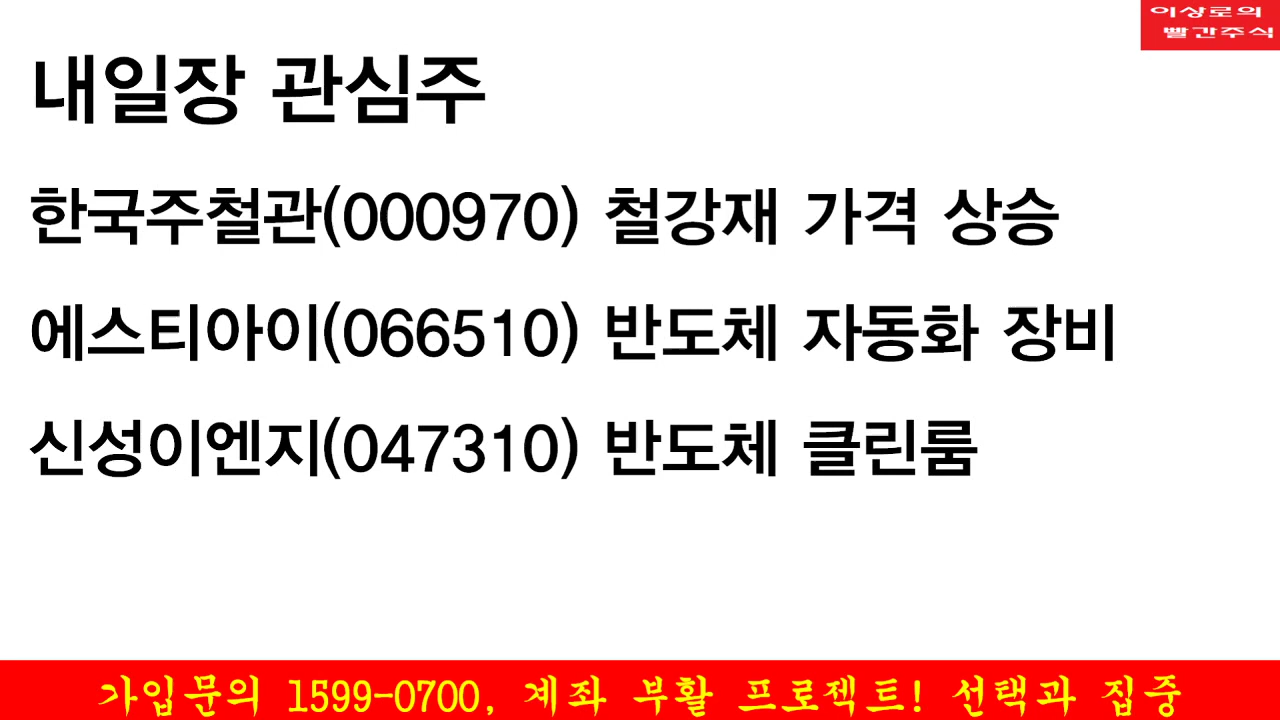 이상로의
빨간주식
내일장 관심주
한국주철관(000970) 철강재 가격 상승
에스티아이(066510) 반도체 자동화 장비
신성이엔지(047310) 반도체 클린룸
가입문의 1599-0700, 계좌 부활 프로젝트! 선택과 집중